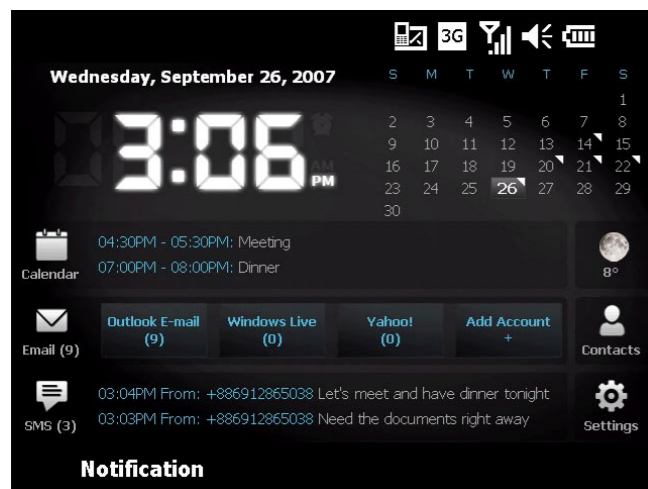 3G
Wednesday, September 26, 2007
3:06 AM PM
S M T W T F S
1
2 3 4 5 6 7 8
9 10 11 12 13 14 15
16 17 18 19 20 21 22
23 24 25 26 27 28 29
30
Calendar
04:30PM - 05:30PM: Meeting
07:00PM - 08:00PM: Dinner
8°
Email (9)
Outlook E-mail
(9)
Windows Live
(0)
Yahoo!
(0)
Add Account
+
Contacts
SMS (3)
03:04PM From: +886912865038 Let's meet and have dinner tonight
03:03PM From: +886912865038 Need the documents right away
Settings
Notification